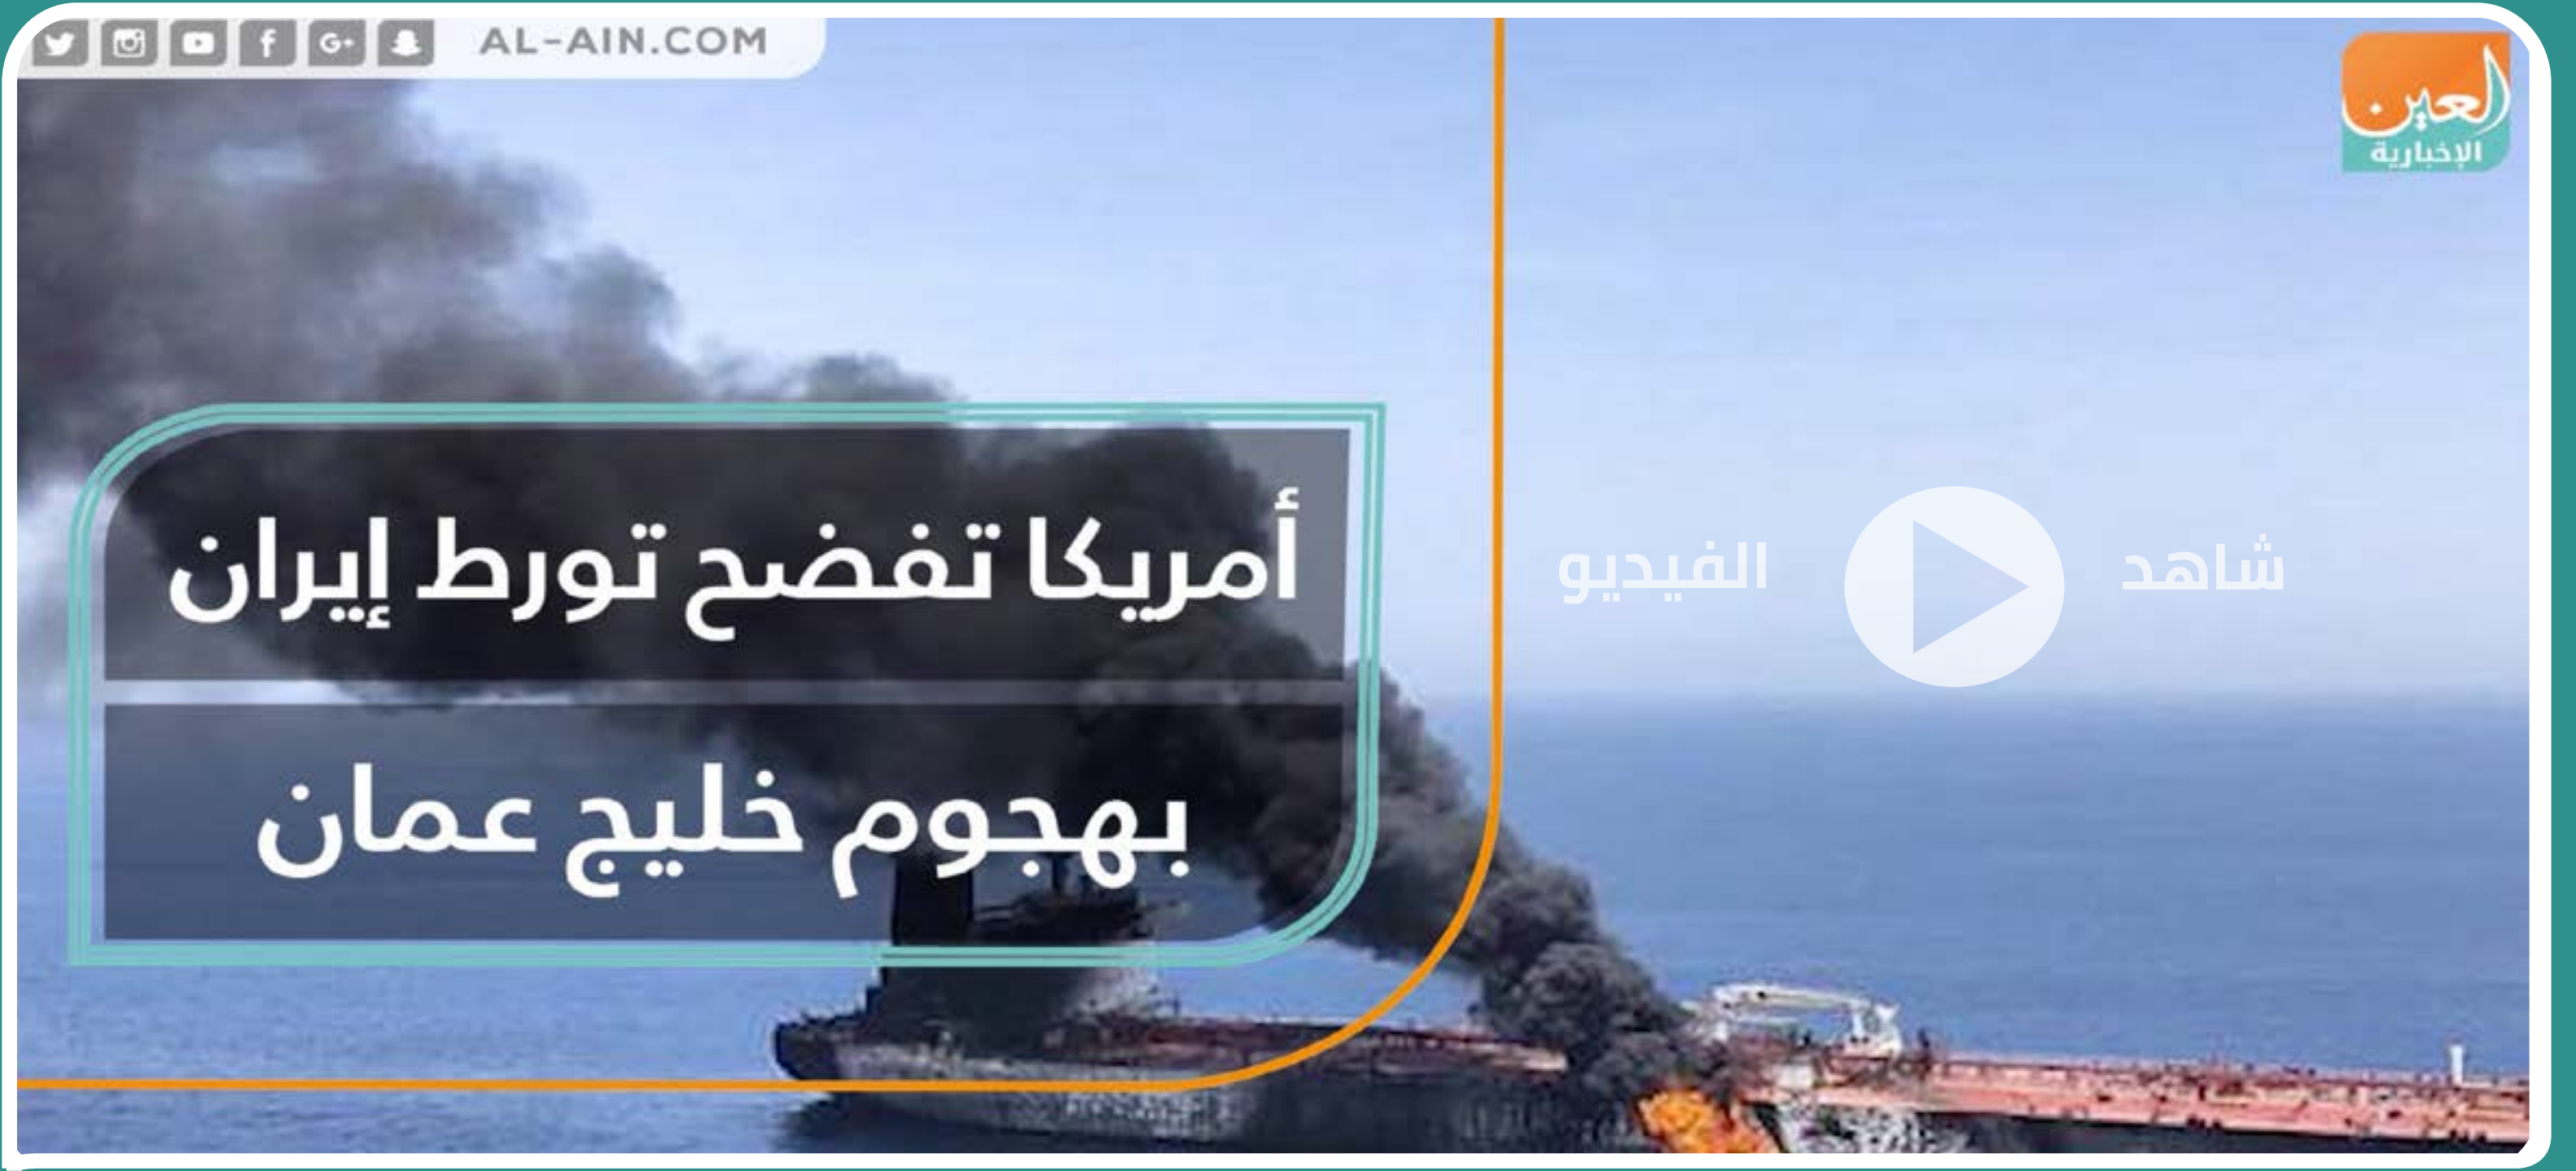 AL-AIN.COM
العين
الإخبارية
شاهد الفيديو
أمريكا تفضح تورط إيران
بهجوم خليج عمان